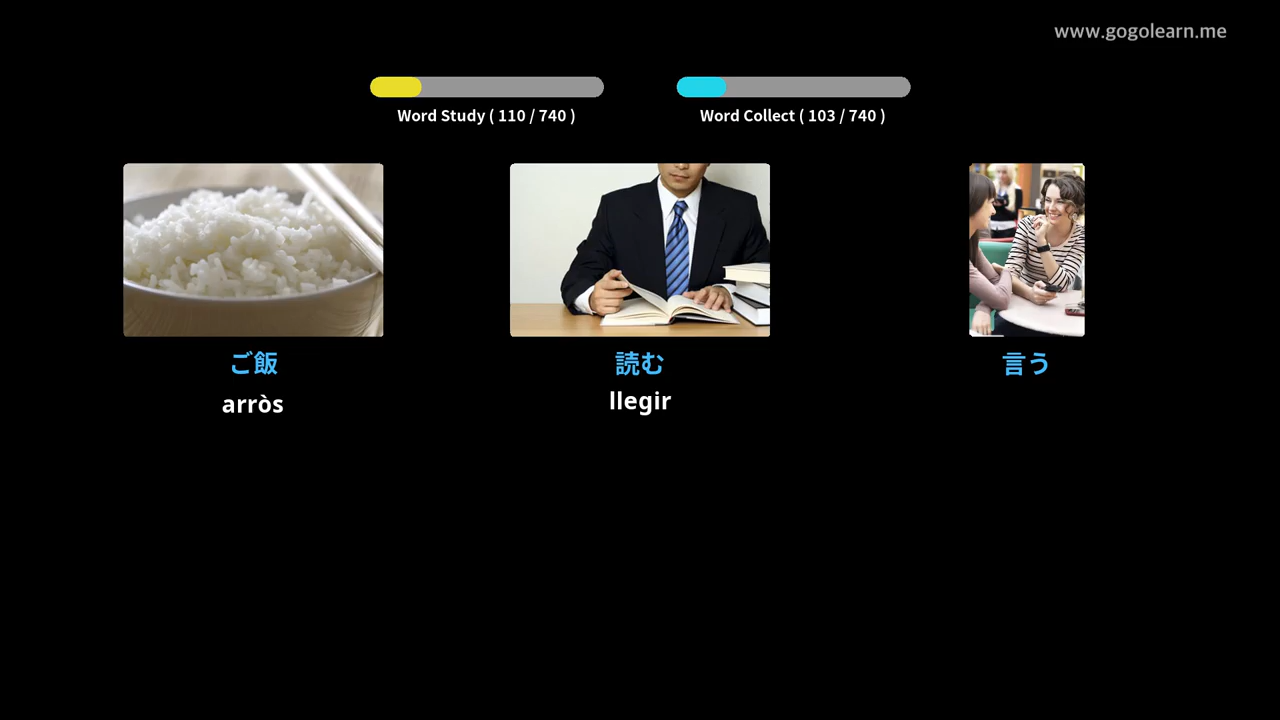 www.gogolearn.me
Word Study ( 110 / 740 )
Word Collect ( 103 / 740 )
ご飯
arròs
読む
llegir
言う